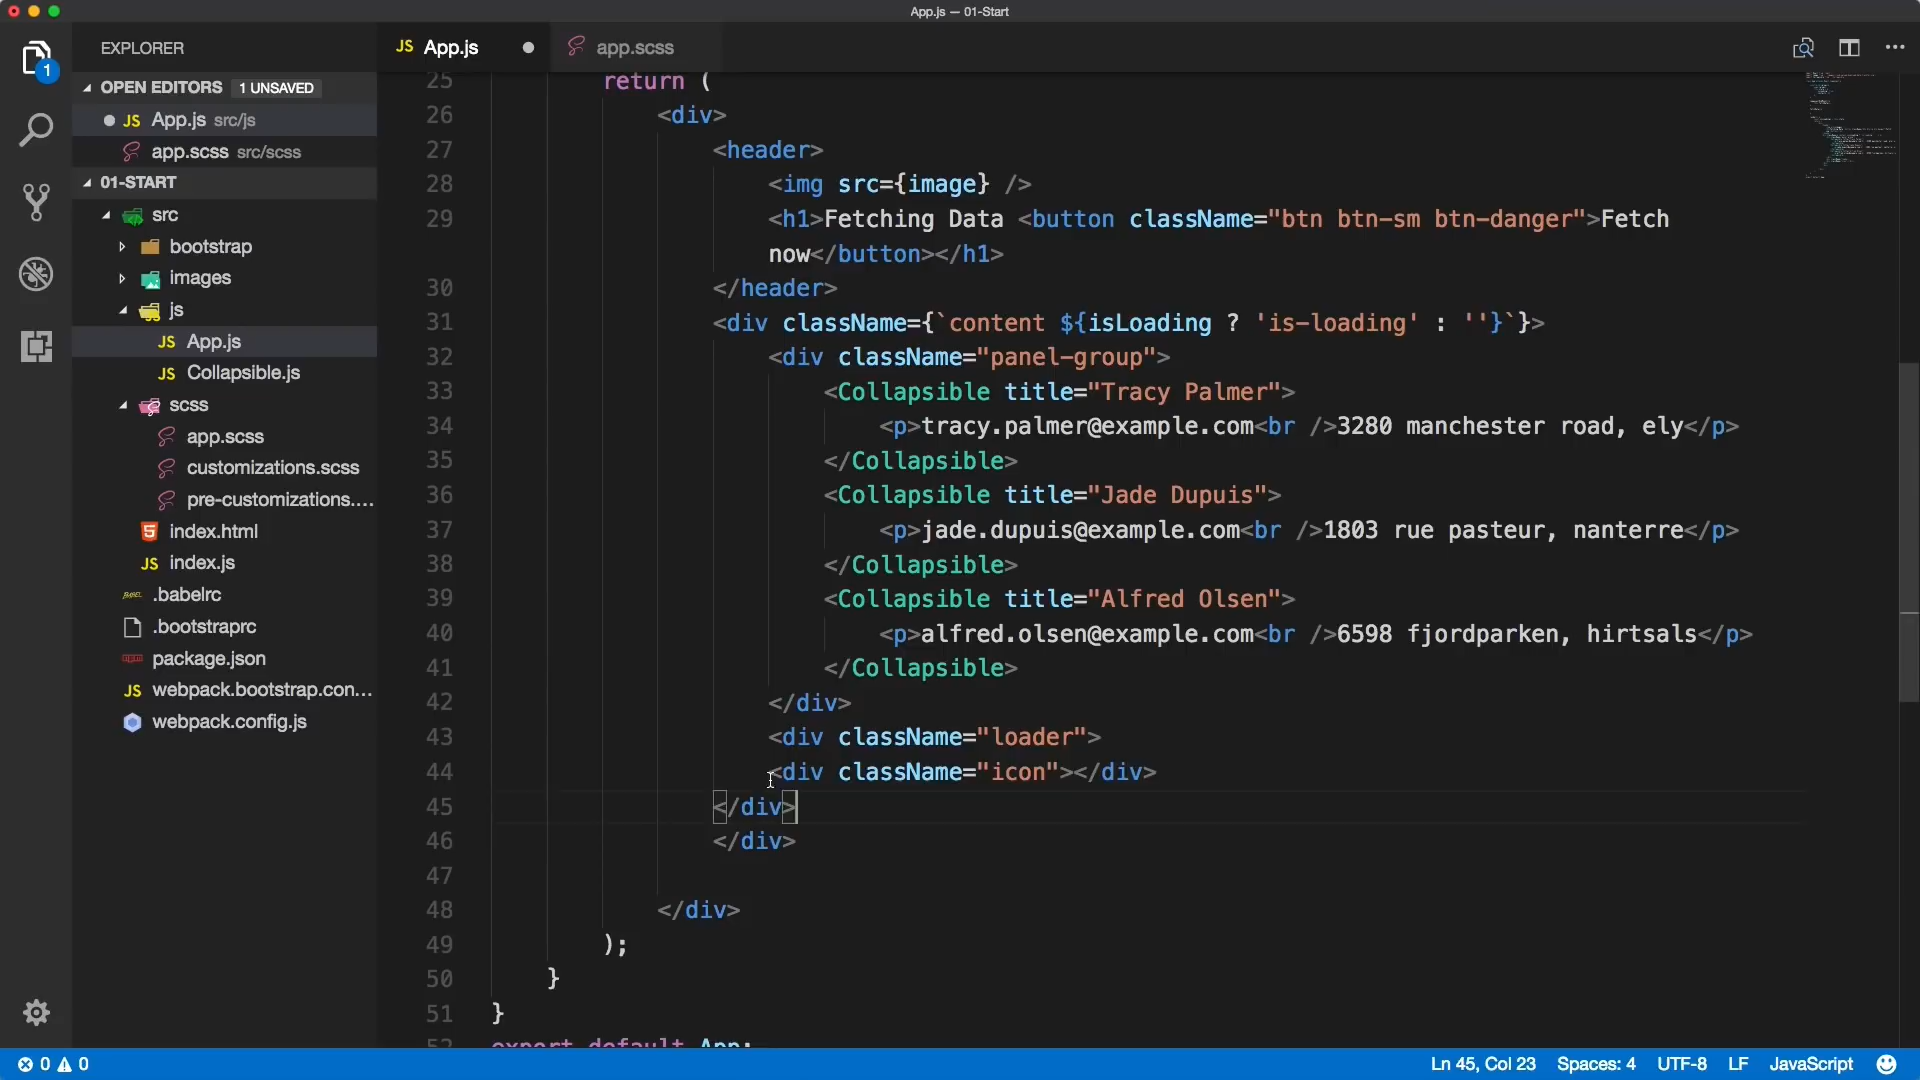 App.js — 01-Start
EXPLORER
OPEN EDITORS 1 UNSAVED
JS App.js src/js
app.scss src/scss
01-START
src
bootstrap
images
js
JS App.js
JS Collapsible.js
scss
app.scss
customizations.scss
pre-customizations....
index.html
JS index.js
.babelrc
.bootstraprc
package.json
JS webpack.bootstrap.con...
webpack.config.js
1
JS App.js
app.scss
25 return (
26 <div>
27 <header>
28 <img src={image} />
29 <h1>Fetching Data <button className="btn btn-sm btn-danger">Fetch
now</button></h1>
30 </header>
31 <div className={`content ${isLoading ? 'is-loading' : ''}`}>
32 <div className="panel-group">
33 <Collapsible title="Tracy Palmer">
34 <p>tracy.palmer@example.com<br />3280 manchester road, ely</p>
35 </Collapsible>
36 <Collapsible title="Jade Dupuis">
37 <p>jade.dupuis@example.com<br />1803 rue pasteur, nanterre</p>
38 </Collapsible>
39 <Collapsible title="Alfred Olsen">
40 <p>alfred.olsen@example.com<br />6598 fjordparken, hirtsals</p>
41 </Collapsible>
42 </div>
43 <div className="loader">
44 <div className="icon"></div>
45 </div>
46 </div>
47
48 </div>
49 );
50 }
51 }
52 export default App;
0 0
Ln 45, Col 23 Spaces: 4 UTF-8 LF JavaScript